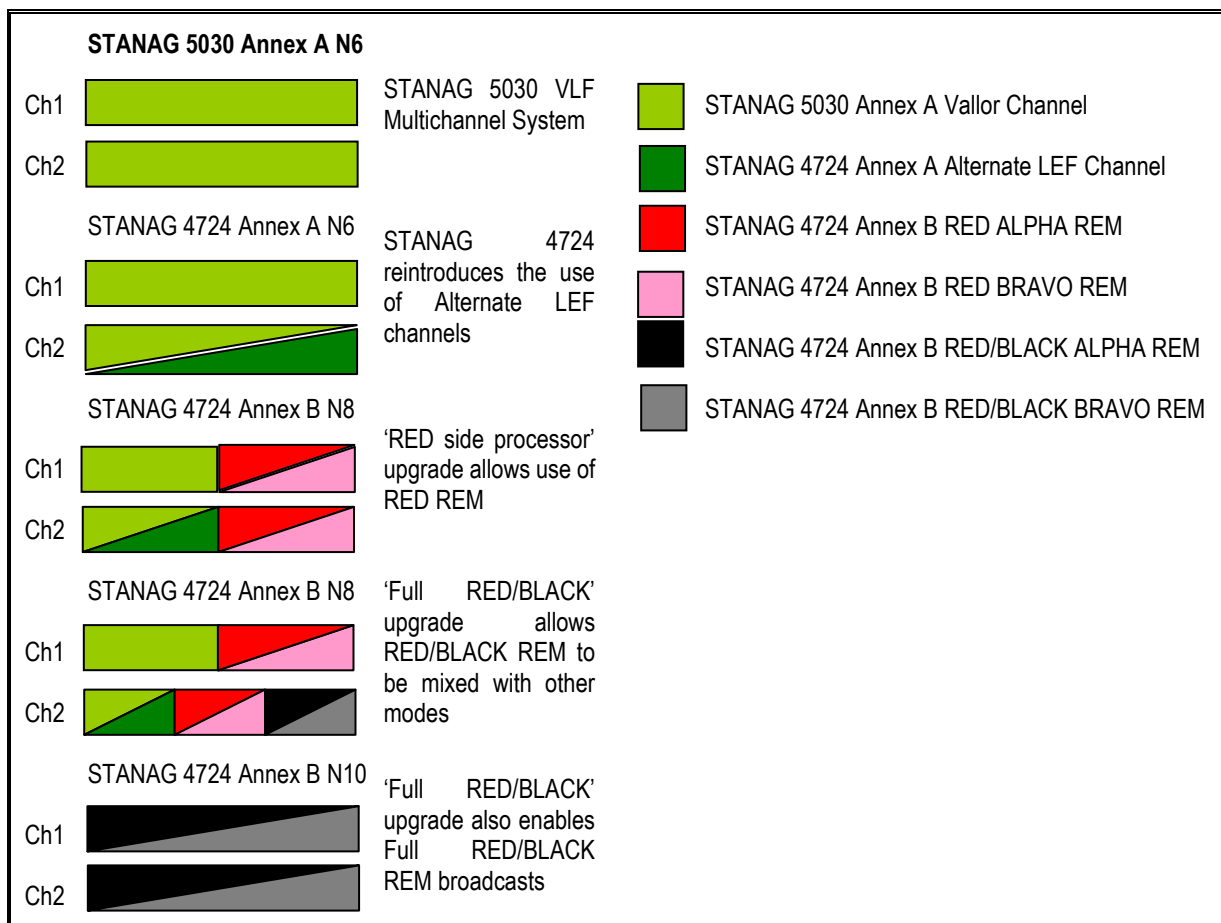 STANAG 5030 Annex A N6
Ch1
Ch2
STANAG 5030 VLF
Multichannel System
STANAG 4724 Annex A N6
Ch1
Ch2
STANAG 4724
reintroduces the use
of Alternate LEF
channels
STANAG 4724 Annex B N8
Ch1
Ch2
‘RED side processor’
upgrade allows use of
RED REM
STANAG 4724 Annex B N8
Ch1
Ch2
‘Full RED/BLACK’
upgrade allows
RED/BLACK REM to
be mixed with other
modes
STANAG 4724 Annex B N10
Ch1
Ch2
‘Full RED/BLACK’
upgrade also enables
Full RED/BLACK
REM broadcasts
STANAG 5030 Annex A Vallor Channel
STANAG 4724 Annex A Alternate LEF Channel
STANAG 4724 Annex B RED ALPHA REM
STANAG 4724 Annex B RED BRAVO REM
STANAG 4724 Annex B RED/BLACK ALPHA REM
STANAG 4724 Annex B RED/BLACK BRAVO REM